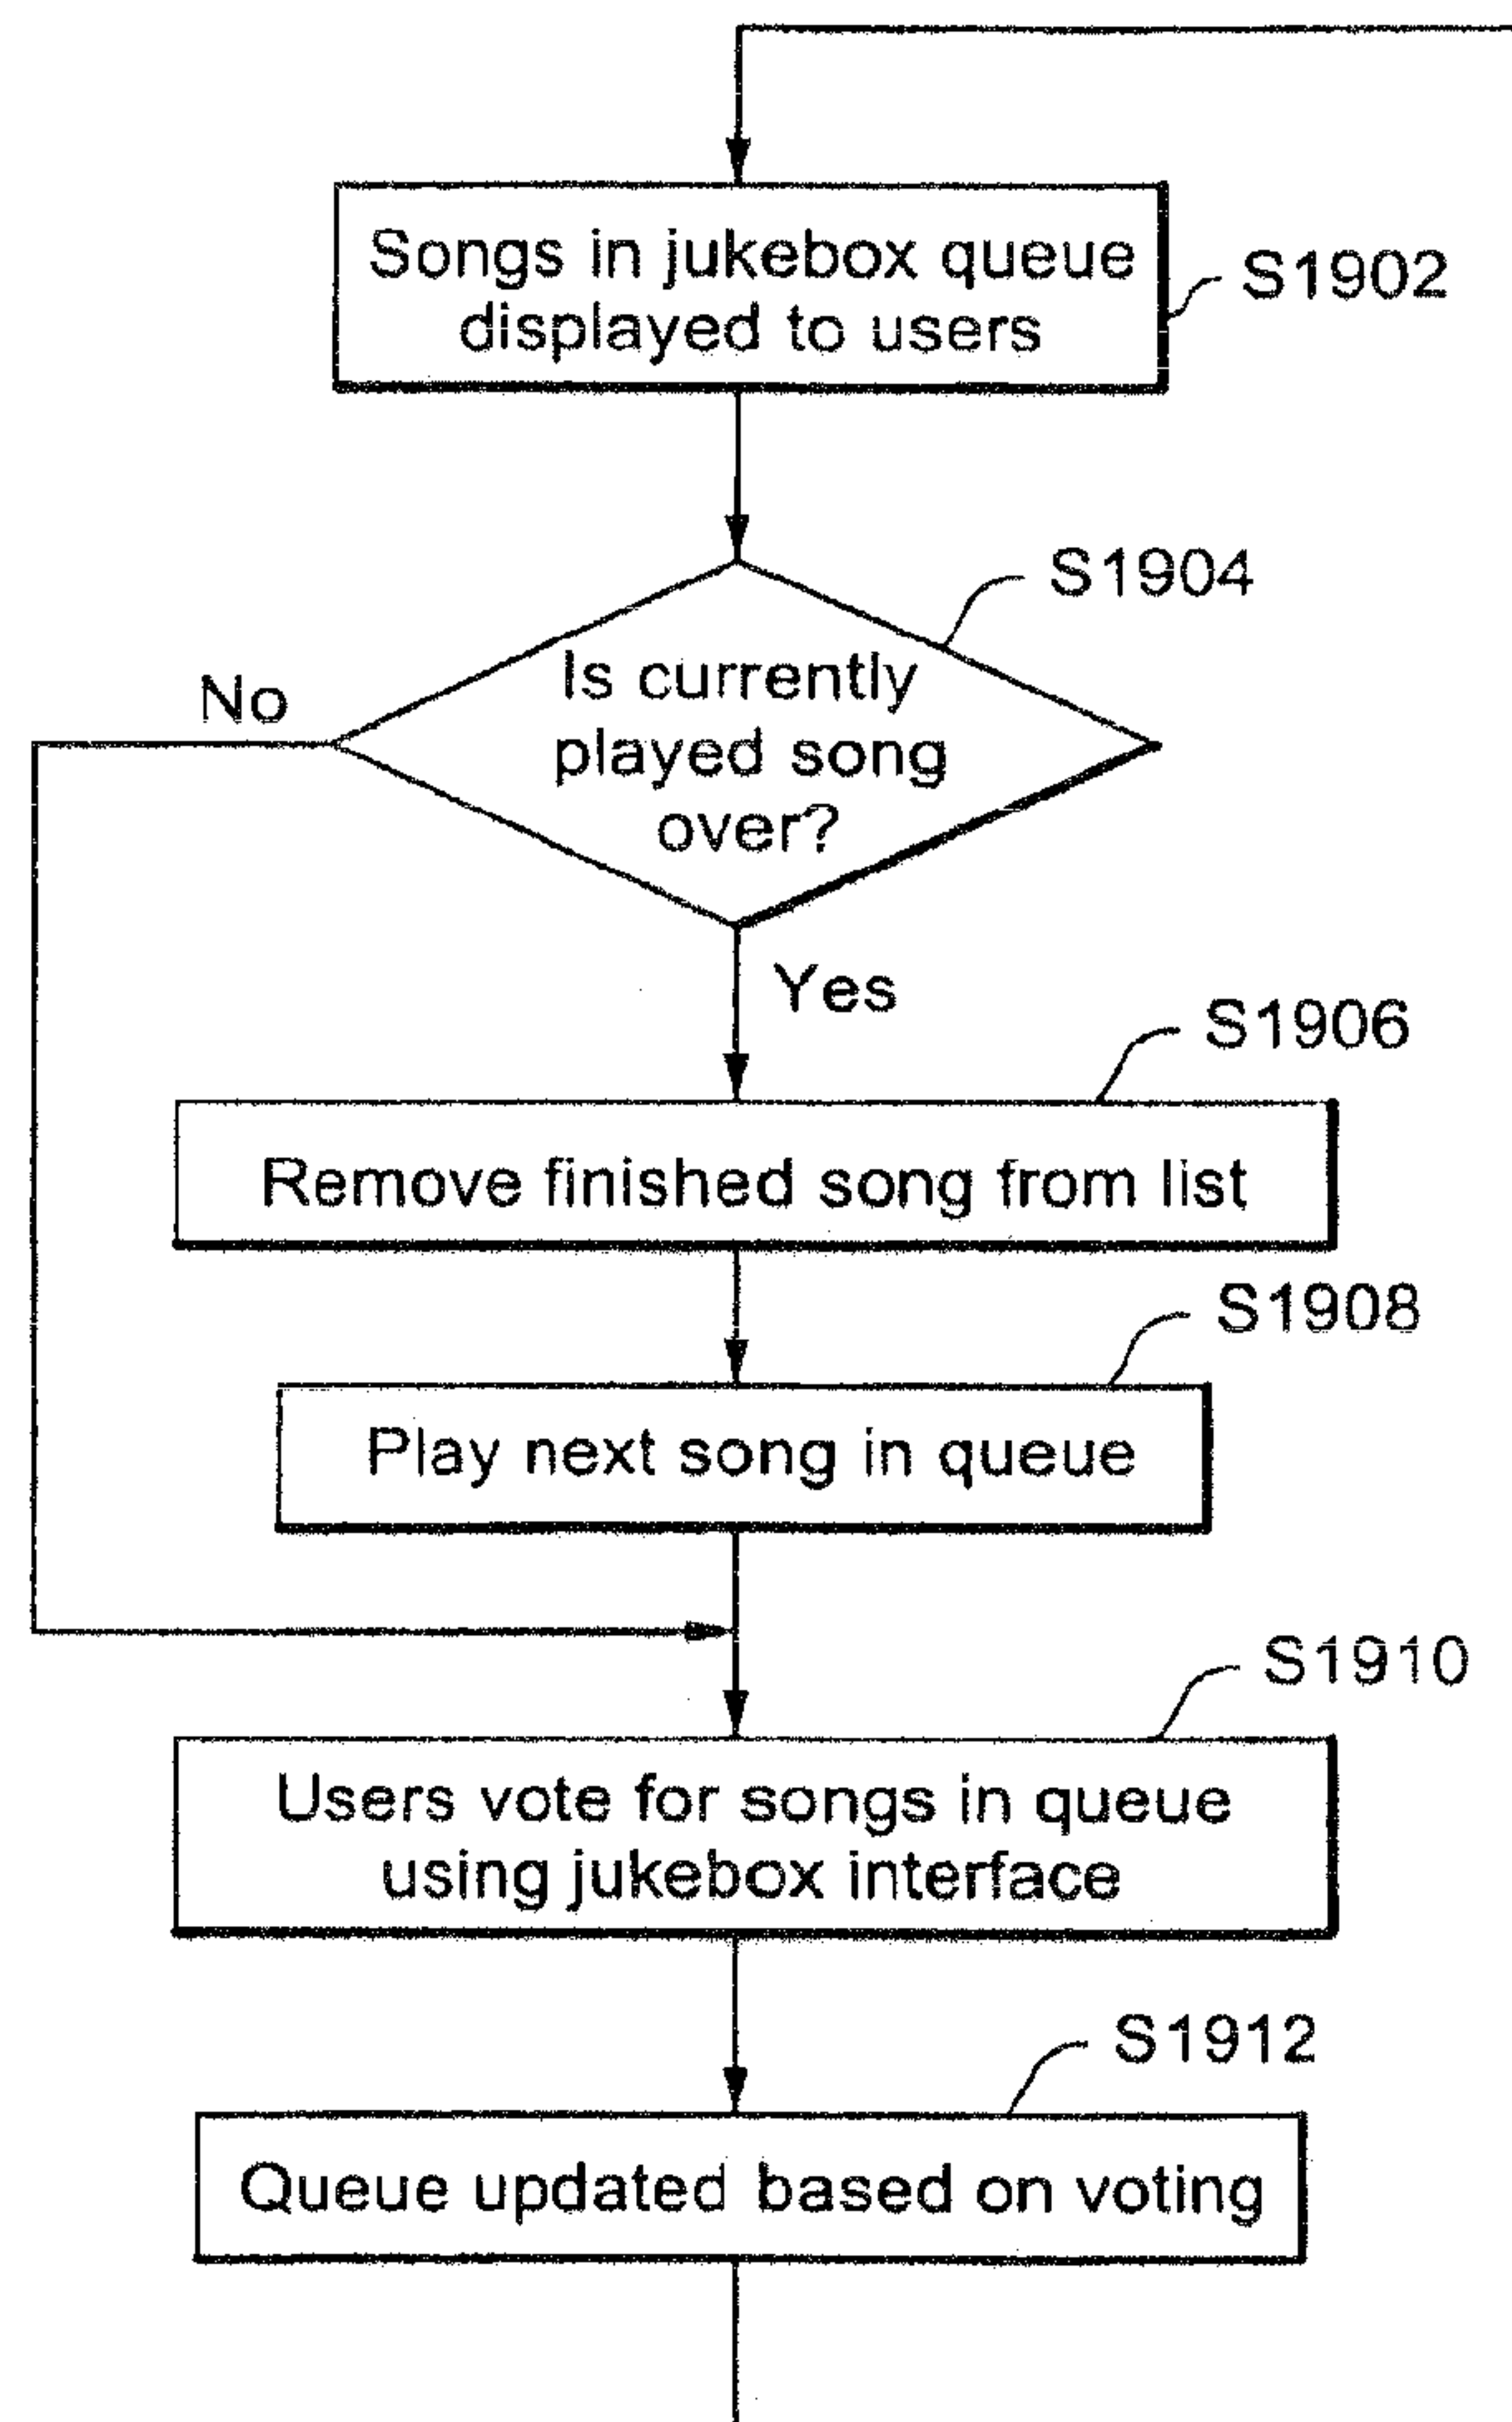 Songs in jukebox queue
displayed to users
S1902
S1904
Is currently
played song
over?
No
Yes
S1906
Remove finished song from list
S1908
Play next song in queue
S1910
Users vote for songs in queue
using jukebox interface
S1912
Queue updated based on voting